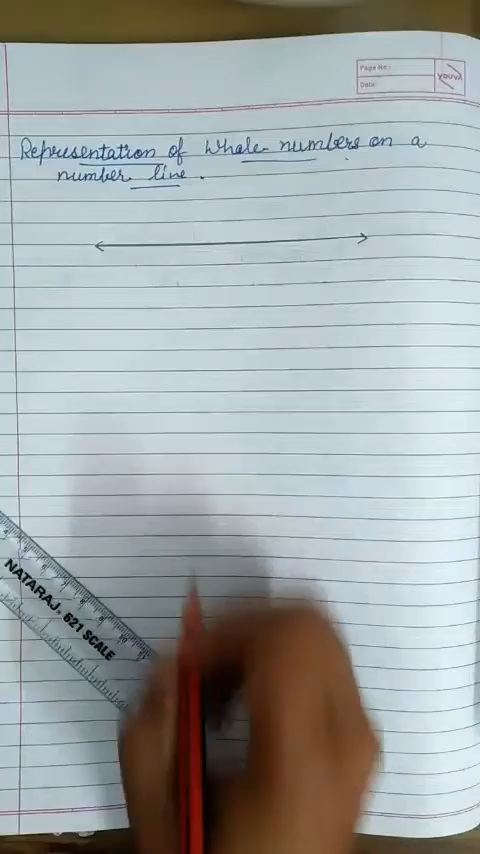 Page No.:
Date:
YOUVA
Representation of Whole numbers on a
number line.
NATARAJ. 621 SCALE